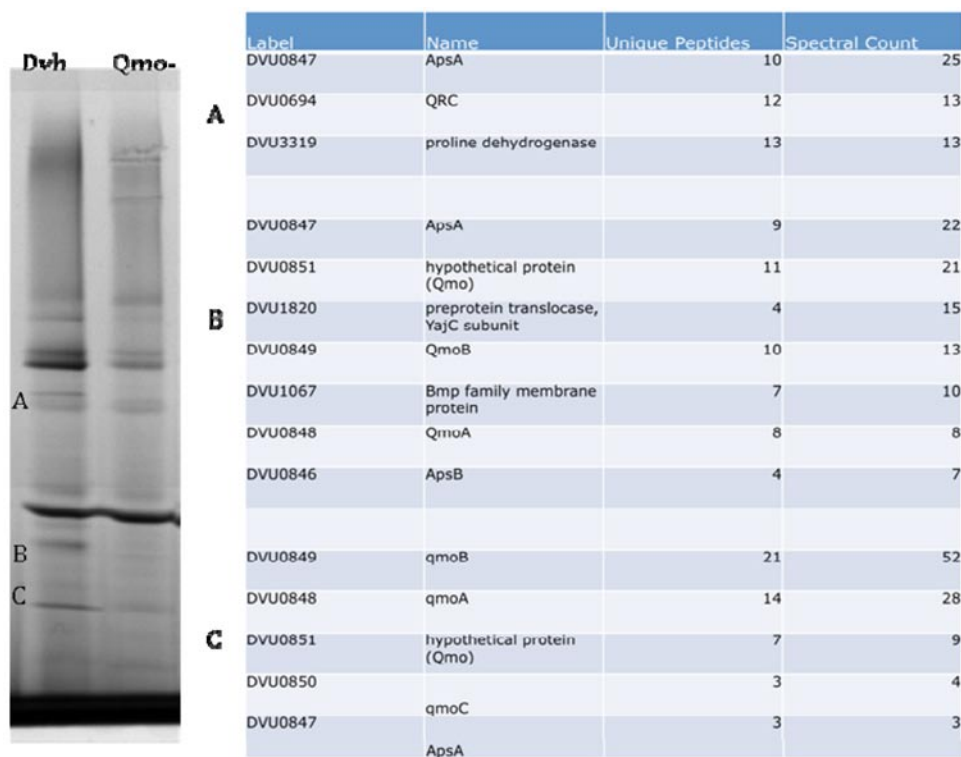 Dvh Qmo-
A
B
C
Label Name Unique Peptides Spectral Count
A
DVU0847 ApsA 10 25
DVU0694 QRC 12 13
DVU3319 proline dehydrogenase 13 13
B
DVU0847 ApsA 9 22
DVU0851 hypothetical protein 11 21
(Qmo)
DVU1820 preprotein translocase, 4 15
YajC subunit
DVU0849 QmoB 10 13
DVU1067 Bmp family membrane 7 10
protein
DVU0848 QmoA 8 8
DVU0846 ApsB 4 7
C
DVU0849 qmoB 21 52
DVU0848 qmoA 14 28
DVU0851 hypothetical protein 7 9
(Qmo)
DVU0850 3 4
qmoC
DVU0847 3 3
ApsA